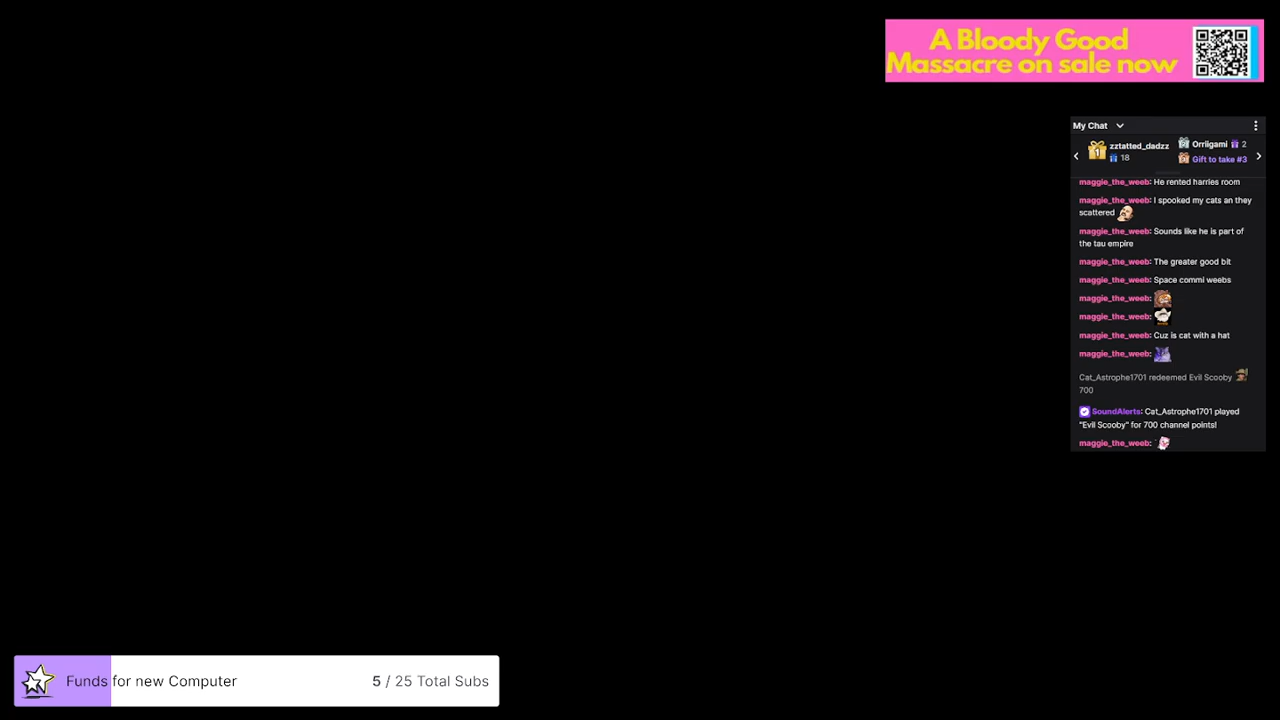 A Bloody Good
Massacre on sale now
My Chat
zztatted_dadzz
18
Orriigami 2
Gift to take #3
maggie_the_weeb: He rented harries room
maggie_the_weeb: I spooked my cats an they
scattered
maggie_the_weeb: Sounds like he is part of
the tau empire
maggie_the_weeb: The greater good bit
maggie_the_weeb: Space commi weebs
maggie_the_weeb:
maggie_the_weeb:
maggie_the_weeb: Cuz is cat with a hat
maggie_the_weeb:
Cat_Astrophe1701 redeemed Evil Scooby
700
SoundAlerts: Cat_Astrophe1701 played
"Evil Scooby" for 700 channel points!
maggie_the_weeb:
Funds for new Computer
5 / 25 Total Subs